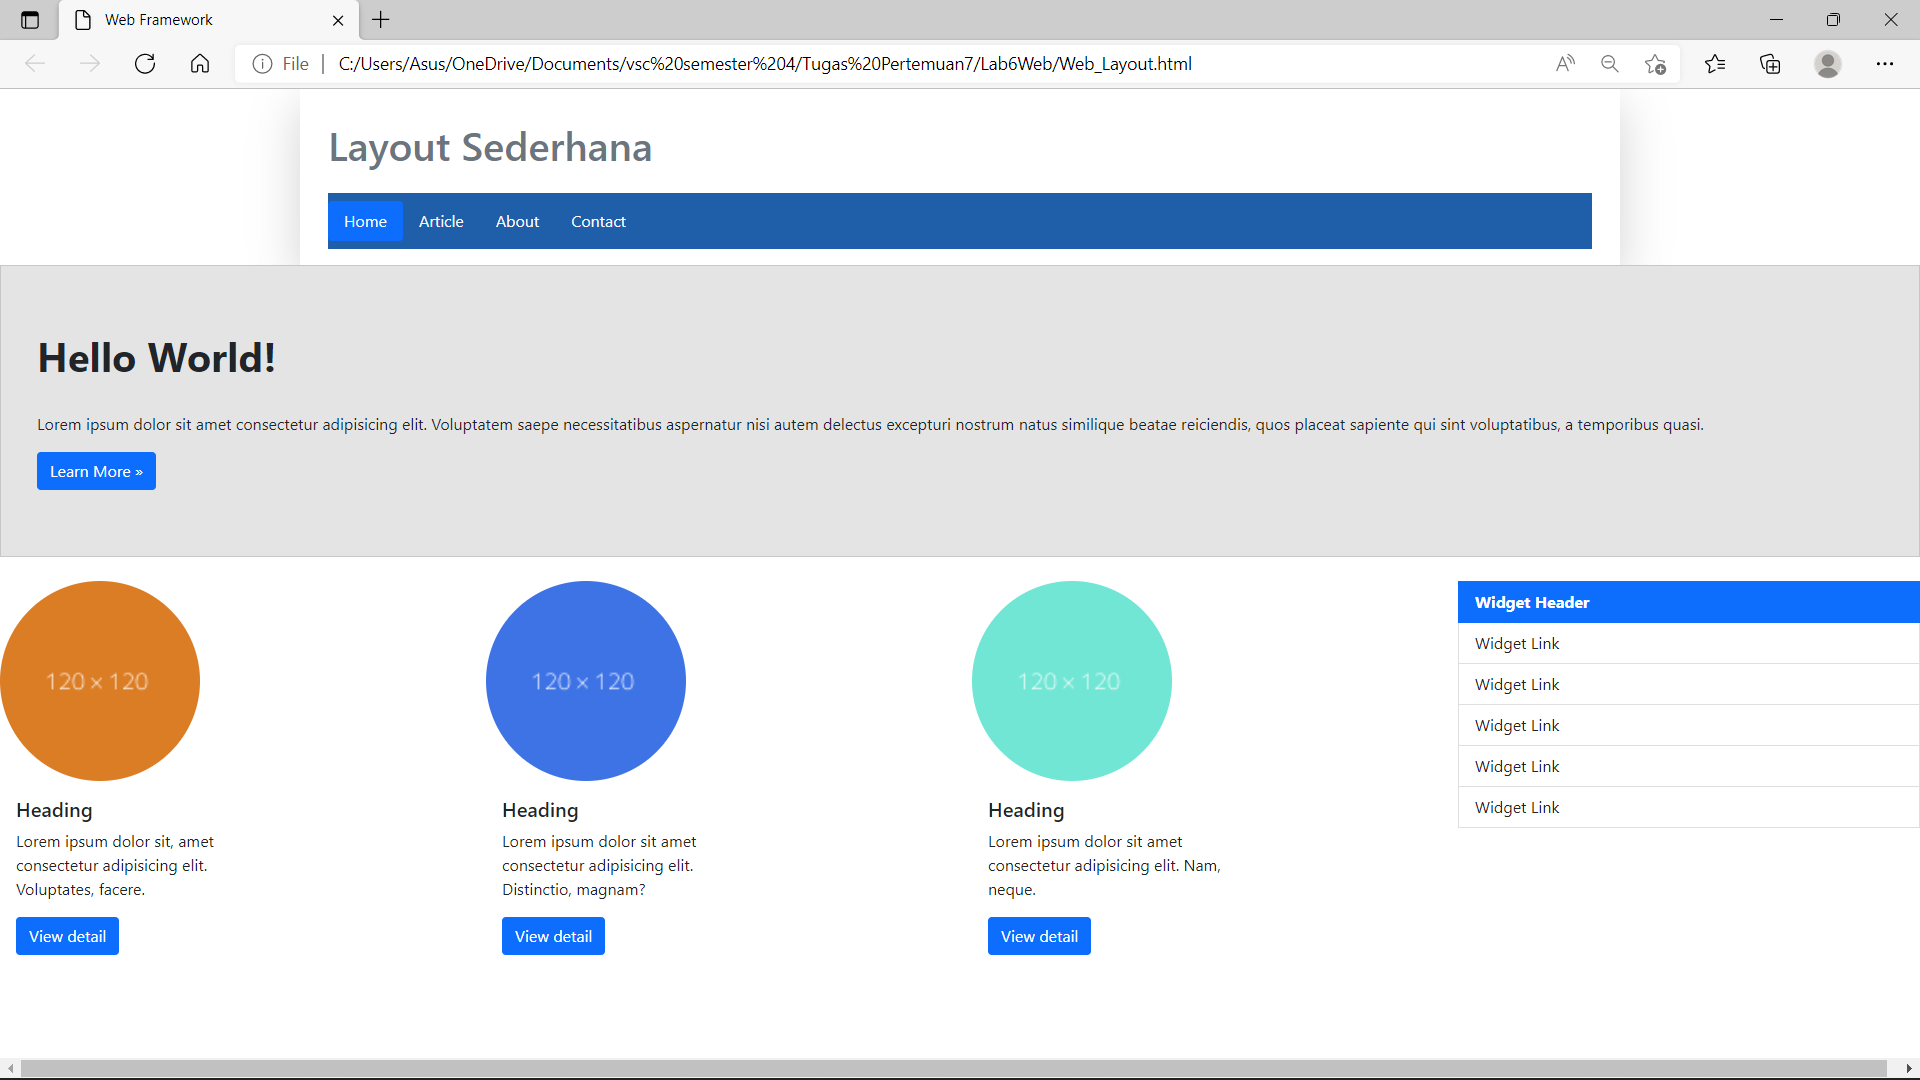 Web Framework
File | C:/Users/Asus/OneDrive/Documents/vsc%20semester%204/Tugas%20Pertemuan7/Lab6Web/Web_Layout.html
Layout Sederhana
Home Article About Contact
Hello World!
Lorem ipsum dolor sit amet consectetur adipisicing elit. Voluptatem saepe necessitatibus aspernatur nisi autem delectus excepturi nostrum natus similique beatae reiciendis, quos placeat sapiente qui sint voluptatibus, a temporibus quasi.
Learn More »
120 × 120
Heading
Lorem ipsum dolor sit, amet
consectetur adipisicing elit.
Voluptates, facere.
View detail
120 × 120
Heading
Lorem ipsum dolor sit amet
consectetur adipisicing elit.
Distinctio, magnam?
View detail
120 × 120
Heading
Lorem ipsum dolor sit amet
consectetur adipisicing elit. Nam,
neque.
View detail
Widget Header
Widget Link
Widget Link
Widget Link
Widget Link
Widget Link